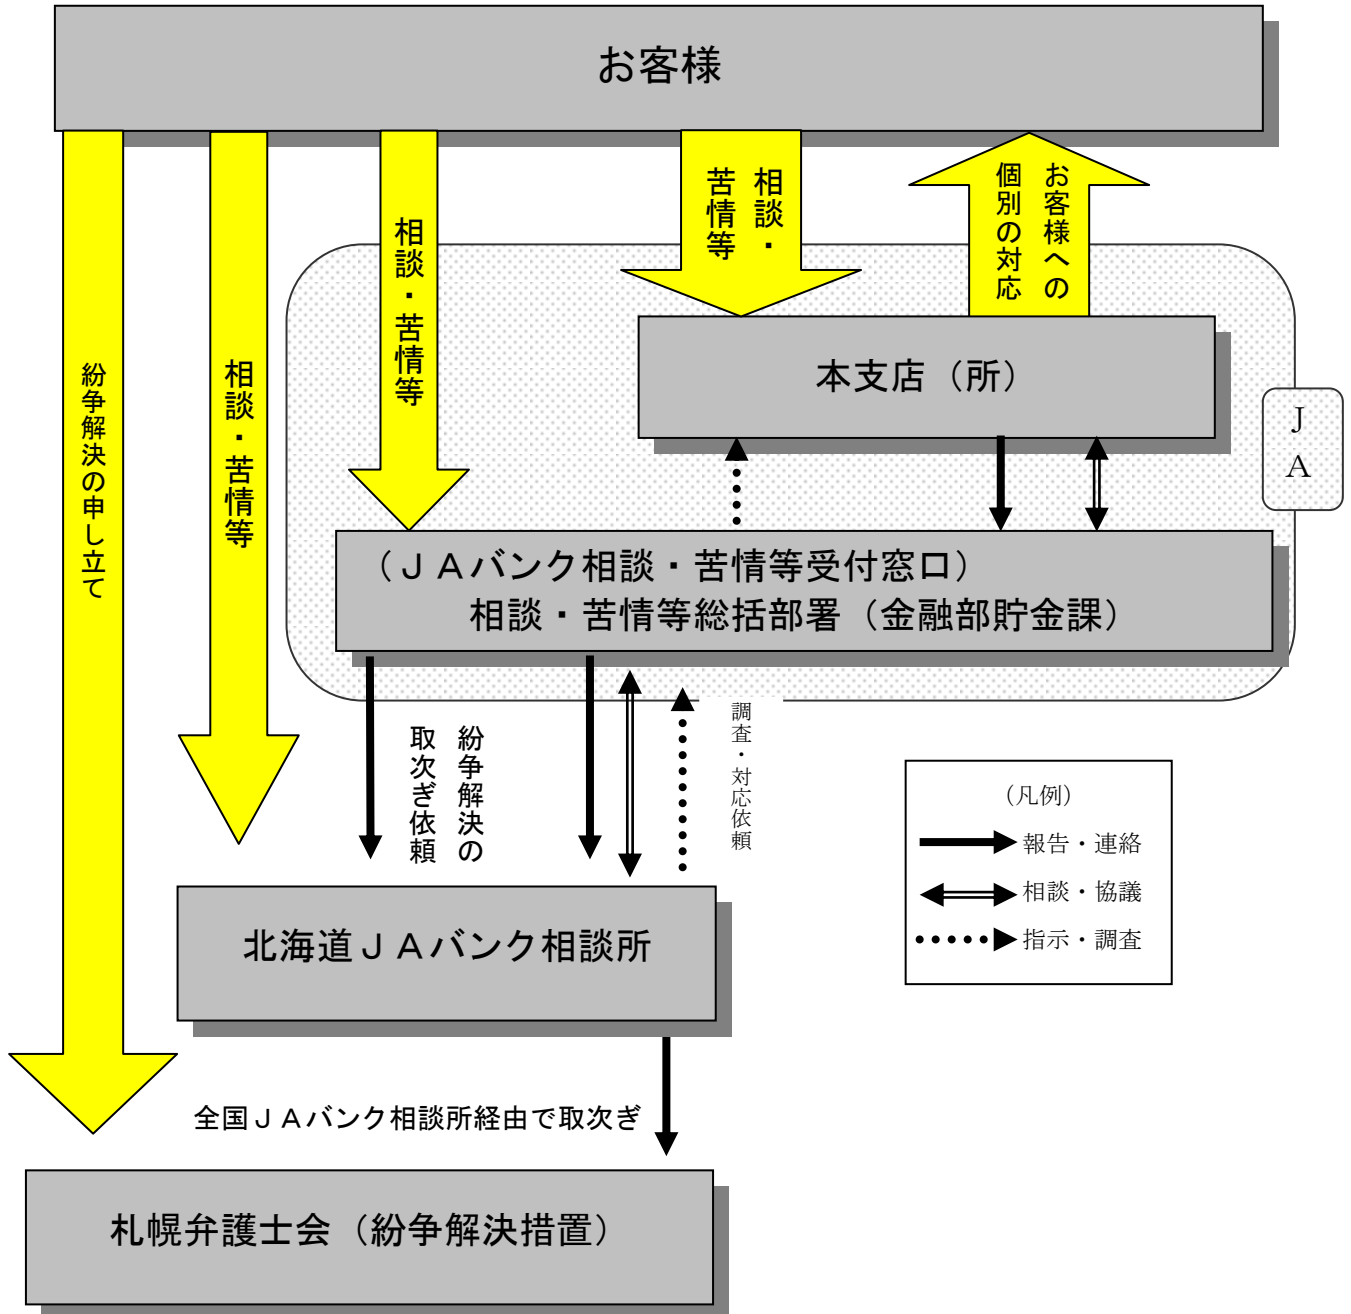 お客様
相談・
苦情等
お客様への
個別の対応
相談・苦情等
相談・苦情等
紛争解決の申し立て
本支店（所）
ＪＡ
（ＪＡバンク相談・苦情等受付窓口）
相談・苦情等総括部署（金融部貯金課）
紛争解決の
取次ぎ依頼
調査・対応依頼
（凡例）
報告・連絡
相談・協議
指示・調査
北海道ＪＡバンク相談所
全国ＪＡバンク相談所経由で取次ぎ
札幌弁護士会（紛争解決措置）